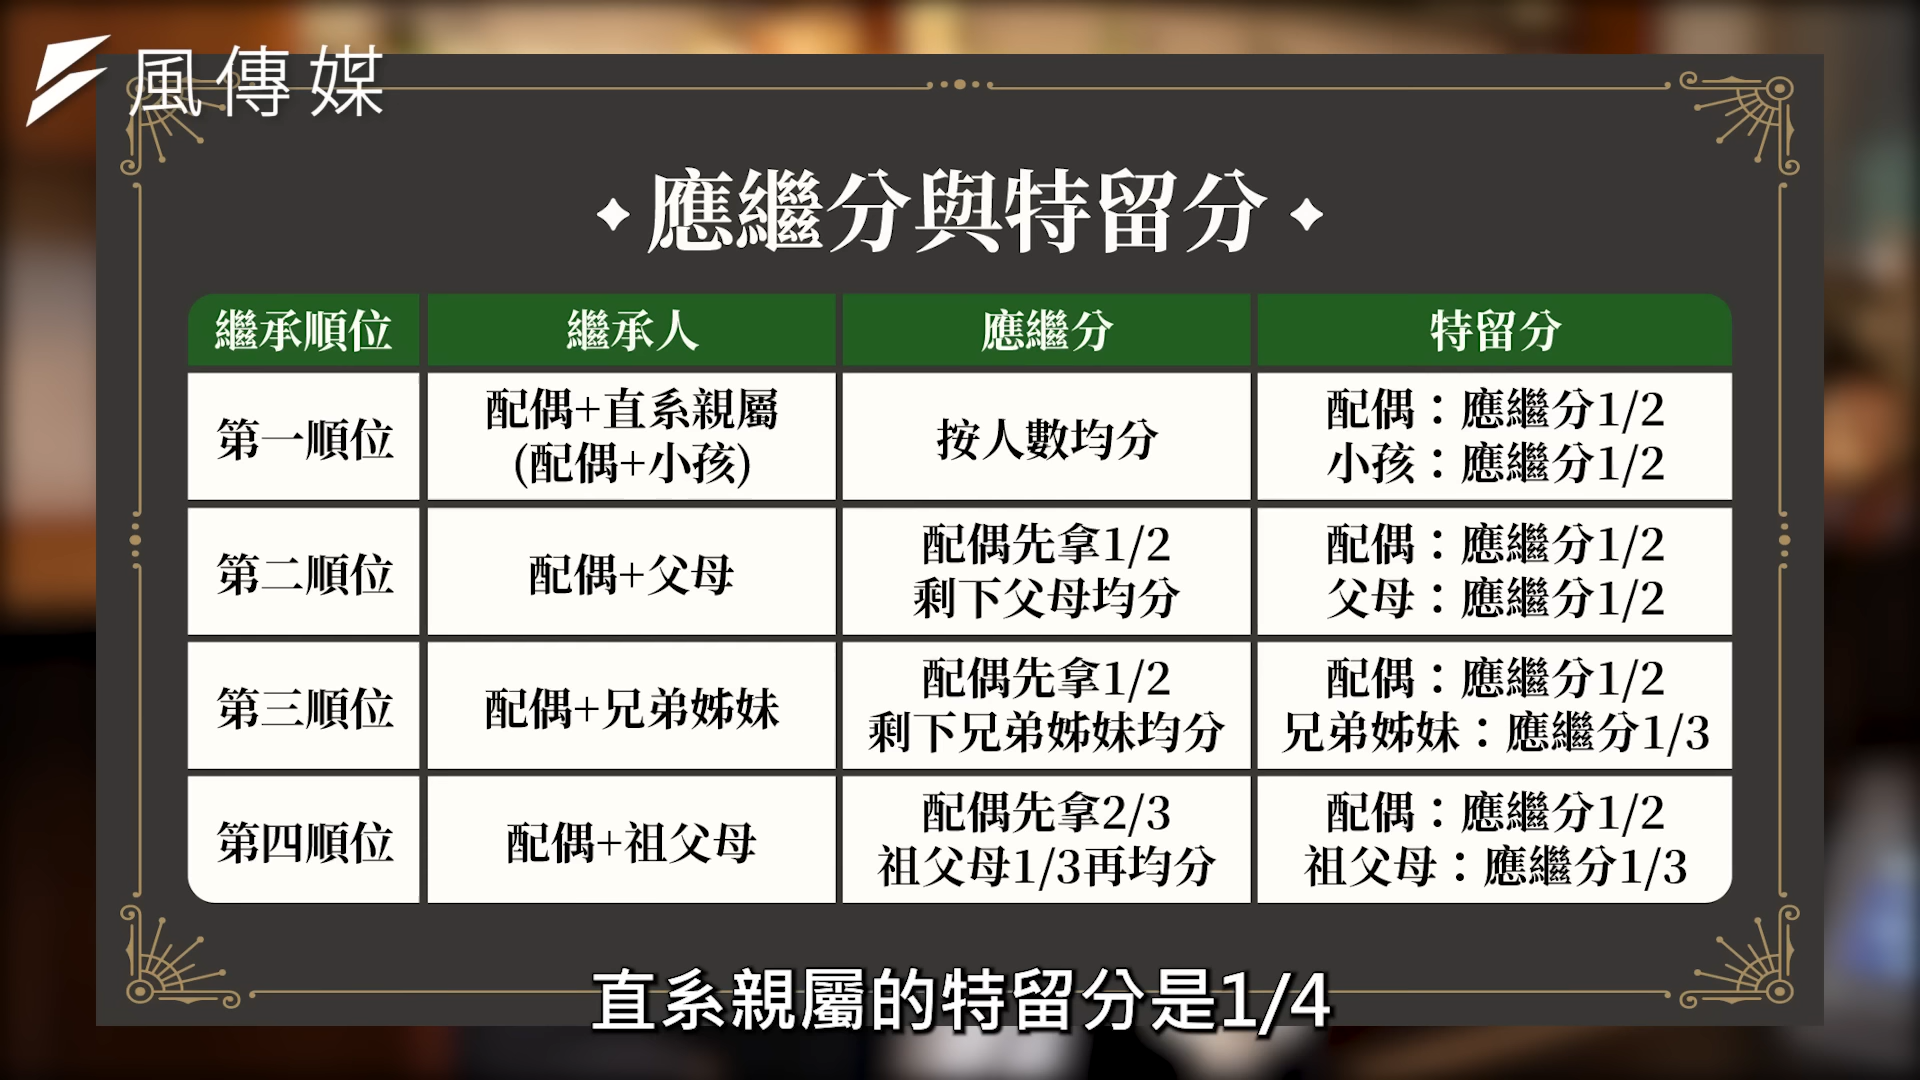 風傳媒
應繼分與特留分
繼承順位 繼承人 應繼分 特留分
第一順位
配偶+直系親屬
(配偶+小孩)
按人數均分
配偶：應繼分1/2
小孩：應繼分1/2
第二順位
配偶+父母
配偶先拿1/2
剩下父母均分
配偶：應繼分1/2
父母：應繼分1/2
第三順位
配偶+兄弟姊妹
配偶先拿1/2
剩下兄弟姊妹均分
配偶：應繼分1/2
兄弟姊妹：應繼分1/3
第四順位
配偶+祖父母
配偶先拿2/3
祖父母1/3再均分
配偶：應繼分1/2
祖父母：應繼分1/3
直系親屬的特留分是1/4